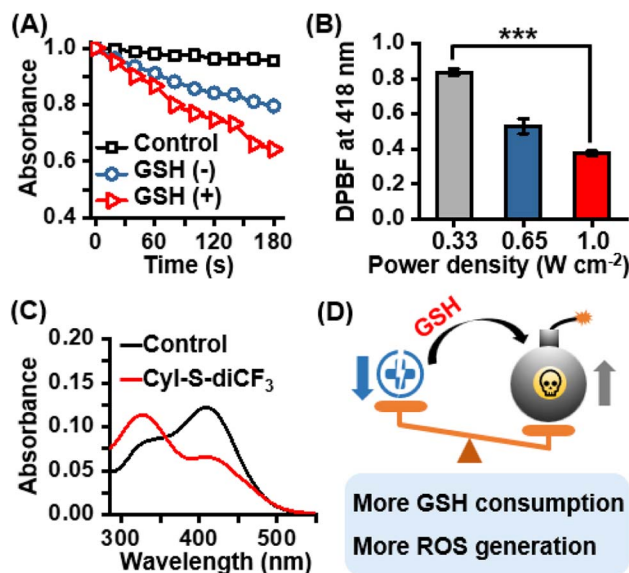 (A)
1.0
0.8
0.6
0.4
Absorbance
Control
GSH (-)
GSH (+)
0 60 120 180
Time (s)
(B)
1.0
0.8
0.6
0.4
0.2
0.0
DPBF at 418 nm
***
0.33 0.65 1.0
Power density (W cm⁻²)
(C)
0.20
0.15
0.10
0.05
0.00
Absorbance
Control
Cyl-S-diCF₃
300 400 500
Wavelength (nm)
(D)
GSH
More GSH consumption
More ROS generation